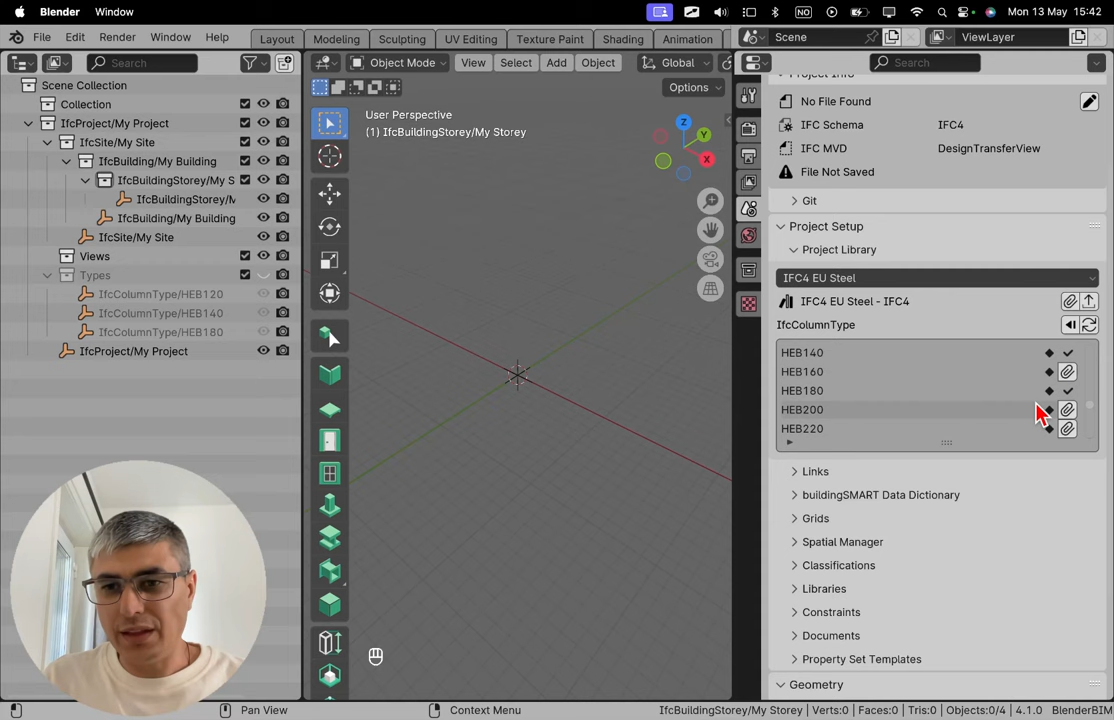 Blender Window NO Mon 13 May 15:42
File Edit Render Window Help Layout Modeling Sculpting UV Editing Texture Paint Shading Animation Scene ViewLayer
Search Object Mode View Select Add Object Global Search
Options
Scene Collection
Collection
IfcProject/My Project
IfcSite/My Site
IfcBuilding/My Building
IfcBuildingStorey/My S
IfcBuildingStorey/M
IfcBuilding/My Building
IfcSite/My Site
Views
Types
IfcColumnType/HEB120
IfcColumnType/HEB140
IfcColumnType/HEB180
IfcProject/My Project
User Perspective
(1) IfcBuildingStorey/My Storey
Z
Y
X
Project Info
No File Found
IFC Schema IFC4
IFC MVD DesignTransferView
File Not Saved
Git
Project Setup
Project Library
IFC4 EU Steel
IFC4 EU Steel - IFC4
IfcColumnType
HEB140
HEB160
HEB180
HEB200
HEB220
Links
buildingSMART Data Dictionary
Grids
Spatial Manager
Classifications
Libraries
Constraints
Documents
Property Set Templates
Geometry
Pan View Context Menu IfcBuildingStorey/My Storey | Verts:0 | Faces:0 | Tris:0 | Objects:0/4 | 4.1.0 BlenderBIM